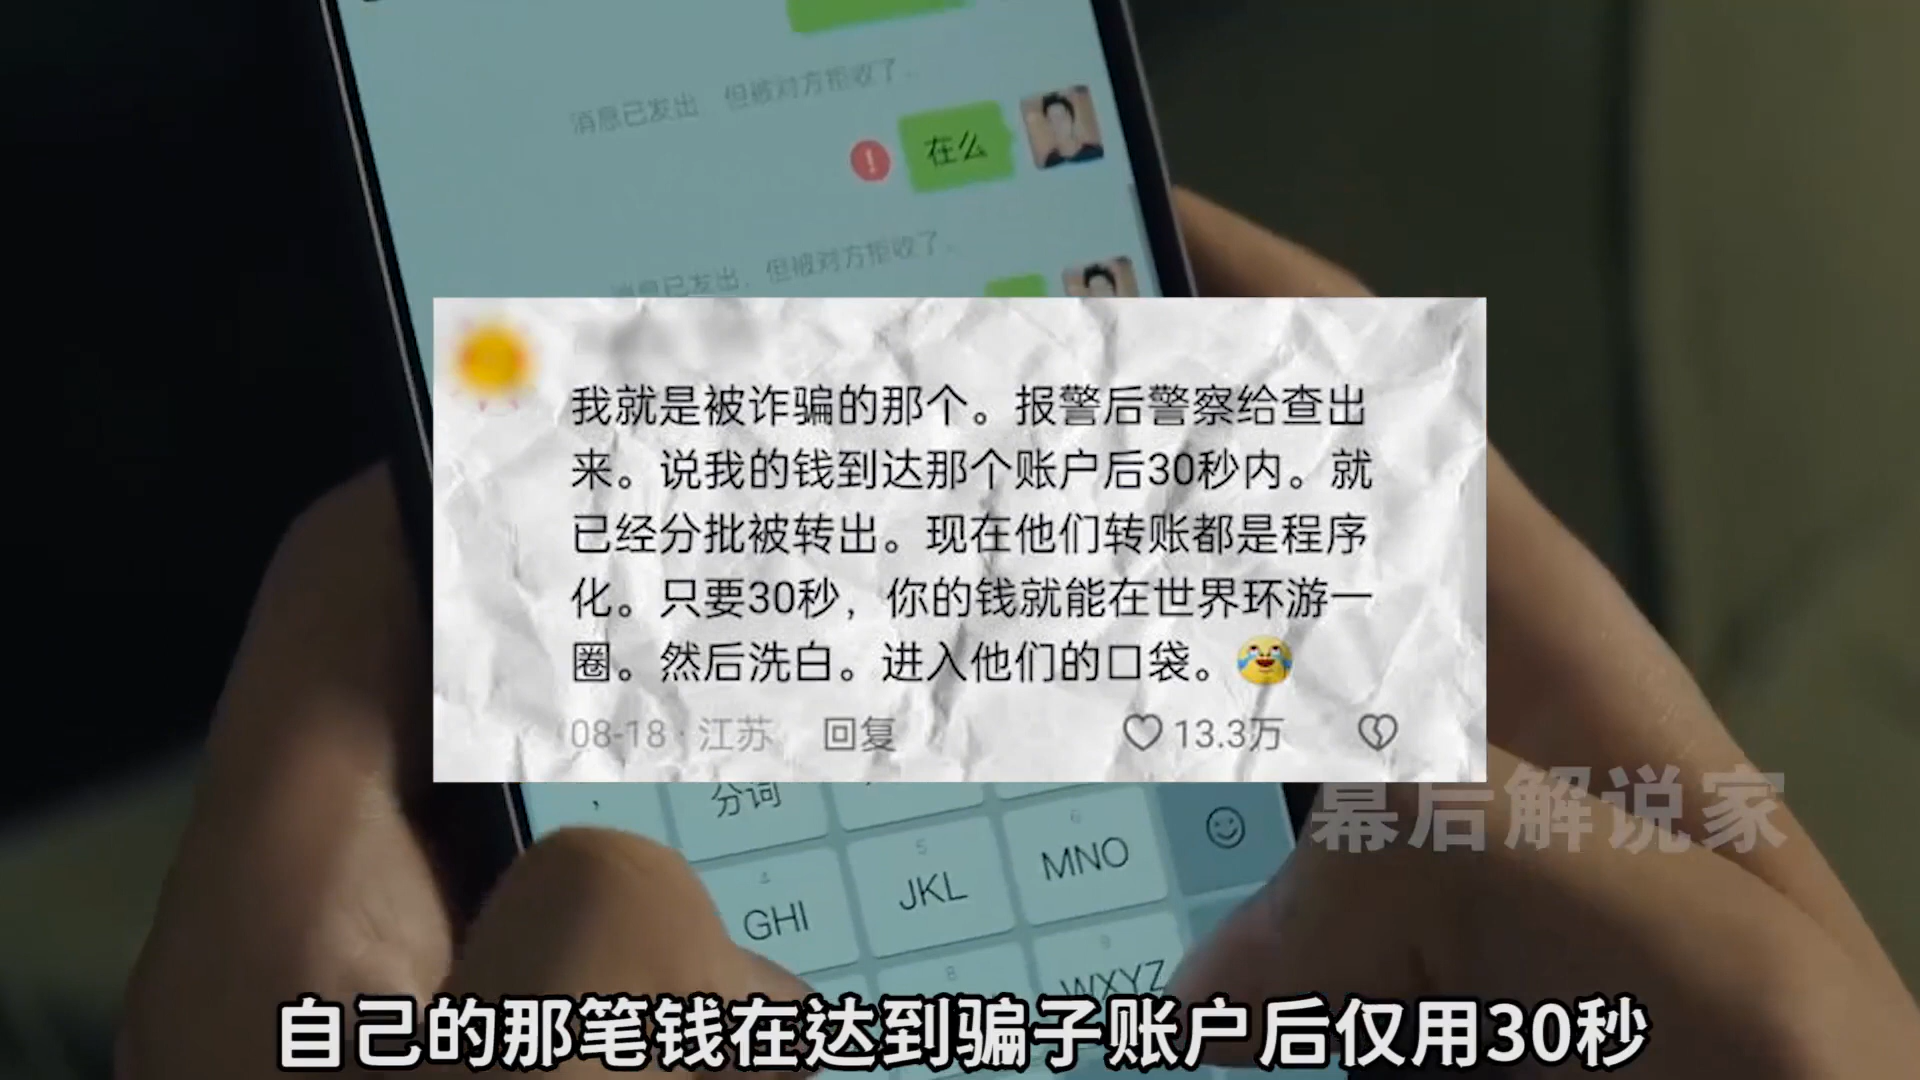 消息已发出，但被对方拒收了。
在么
消息已发出，但被对方拒收了。
我就是被诈骗的那个。报警后警察给查出
来。说我的钱到达那个账户后30秒内。就
已经分批被转出。现在他们转账都是程序
化。只要30秒，你的钱就能在世界环游一
圈。然后洗白。进入他们的口袋。😂
08-18·江苏 回复 13.3万
幕后解说家
，
分词
4
GHI
5
JKL
6
MNO
8
9
WXYZ
自己的那笔钱在达到骗子账户后仅用30秒